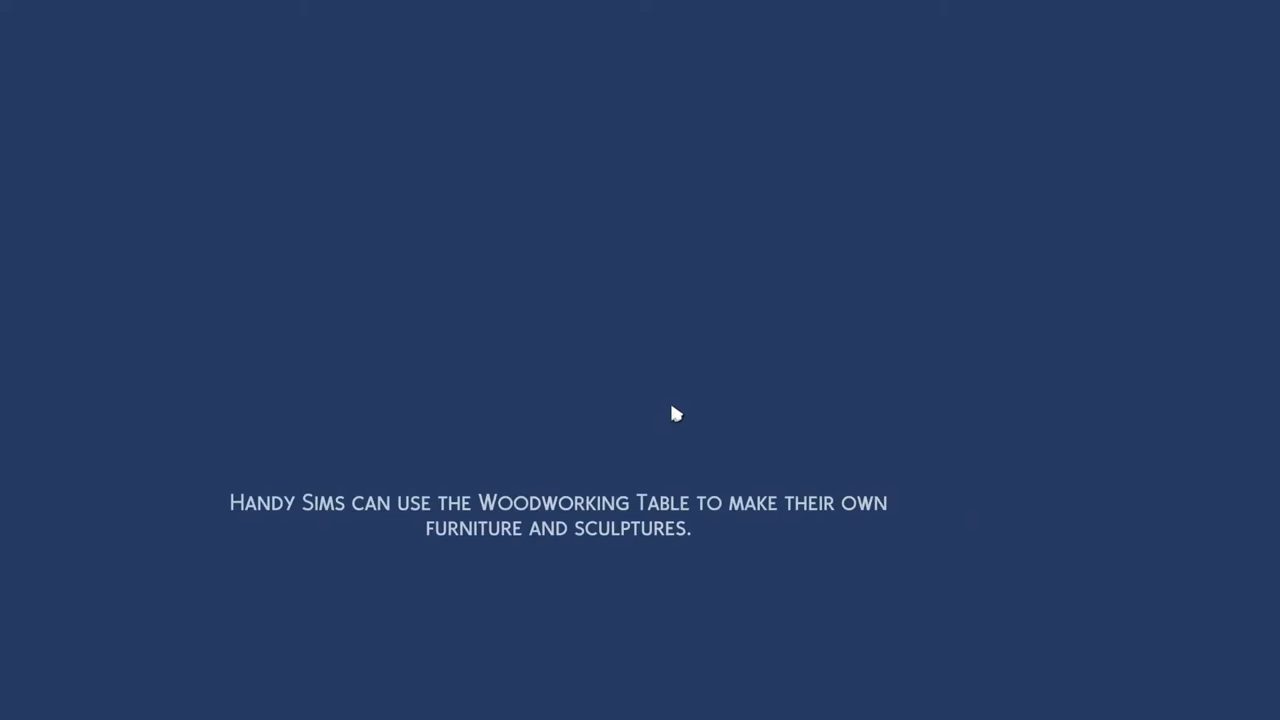 Handy Sims can use the Woodworking Table to make their own
furniture and sculptures.